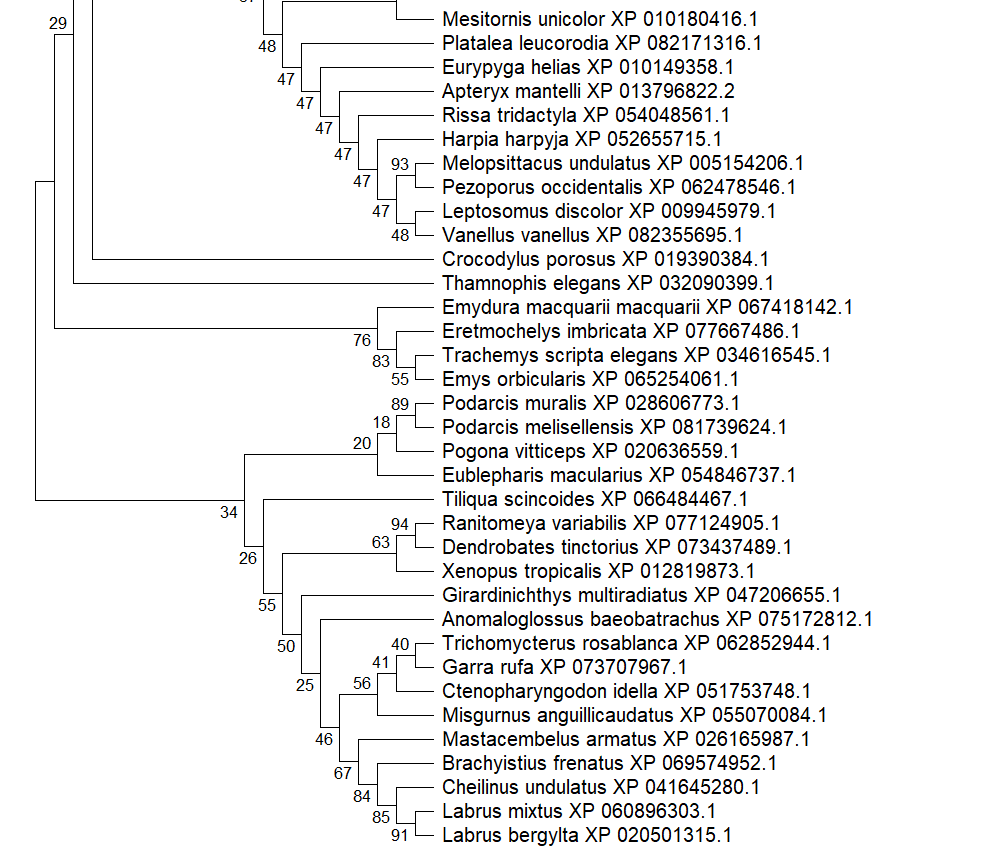 Mesitornis unicolor XP 010180416.1
29
48
Platalea leucorodia XP 082171316.1
47
Eurypyga helias XP 010149358.1
47
Apteryx mantelli XP 013796822.2
47
Rissa tridactyla XP 054048561.1
47
Harpia harpyja XP 052655715.1
47
93
Melopsittacus undulatus XP 005154206.1
Pezoporus occidentalis XP 062478546.1
47
Leptosomus discolor XP 009945979.1
48
Vanellus vanellus XP 082355695.1
Crocodylus porosus XP 019390384.1
Thamnophis elegans XP 032090399.1
Emydura macquarii macquarii XP 067418142.1
76
Eretmochelys imbricata XP 077667486.1
83
Trachemys scripta elegans XP 034616545.1
55
Emys orbicularis XP 065254061.1
89
Podarcis muralis XP 028606773.1
18
Podarcis melisellensis XP 081739624.1
20
Pogona vitticeps XP 020636559.1
Eublepharis macularius XP 054846737.1
34
Tiliqua scincoides XP 066484467.1
26
94
Ranitomeya variabilis XP 077124905.1
63
Dendrobates tinctorius XP 073437489.1
Xenopus tropicalis XP 012819873.1
55
Girardinichthys multiradiatus XP 047206655.1
50
Anomaloglossus baeobatrachus XP 075172812.1
25
40
Trichomycterus rosablanca XP 062852944.1
41
Garra rufa XP 073707967.1
56
Ctenopharyngodon idella XP 051753748.1
Misgurnus anguillicaudatus XP 055070084.1
46
Mastacembelus armatus XP 026165987.1
67
Brachyistius frenatus XP 069574952.1
84
Cheilinus undulatus XP 041645280.1
85
Labrus mixtus XP 060896303.1
91
Labrus bergylta XP 020501315.1